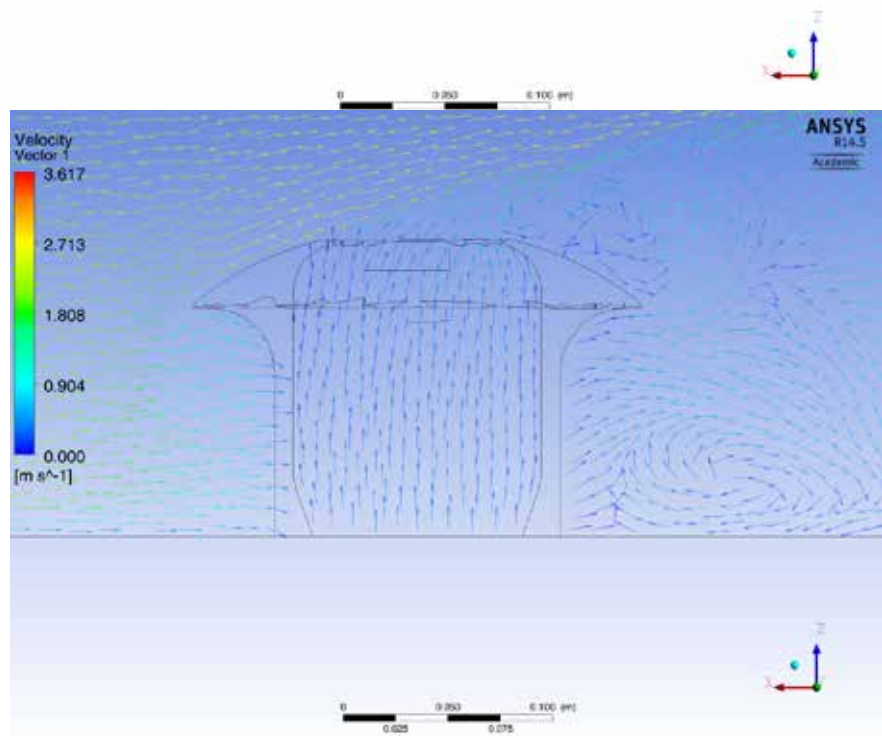 Z
X
0 0.050 0.100 (m)
ANSYS
R14.5
Academic
Velocity
Vector 1
3.617
2.713
1.808
0.904
0.000
[m s^-1]
Z
X
0 0.050 0.100 (m)
0.025 0.075